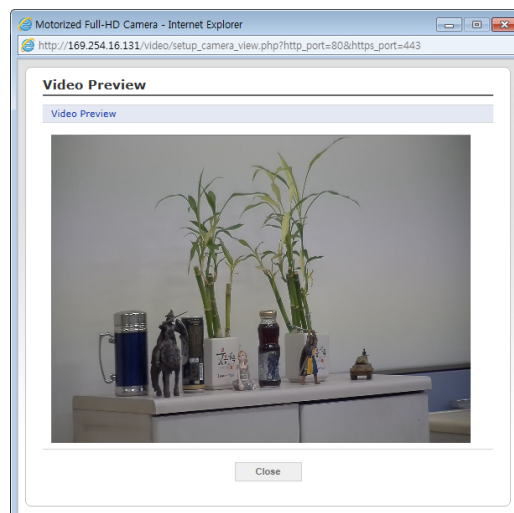 Motorized Full-HD Camera - Internet Explorer
http://169.254.16.131/video/setup_camera_view.php?http_port=80&https_port=443
Video Preview
Video Preview
Close